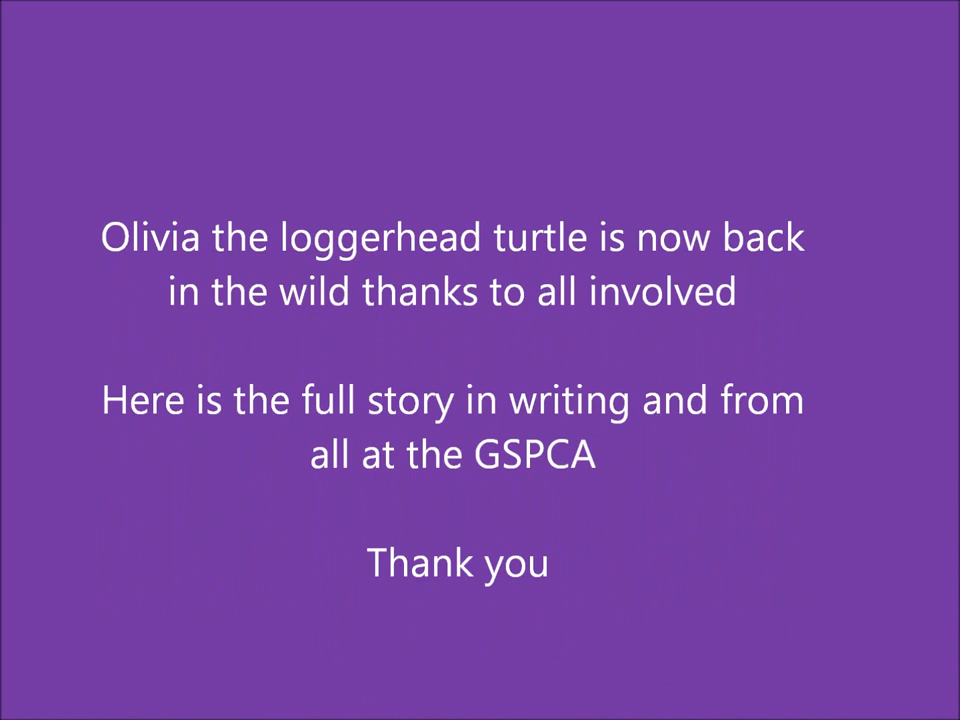 Olivia the loggerhead turtle is now back
in the wild thanks to all involved
Here is the full story in writing and from
all at the GSPCA
Thank you